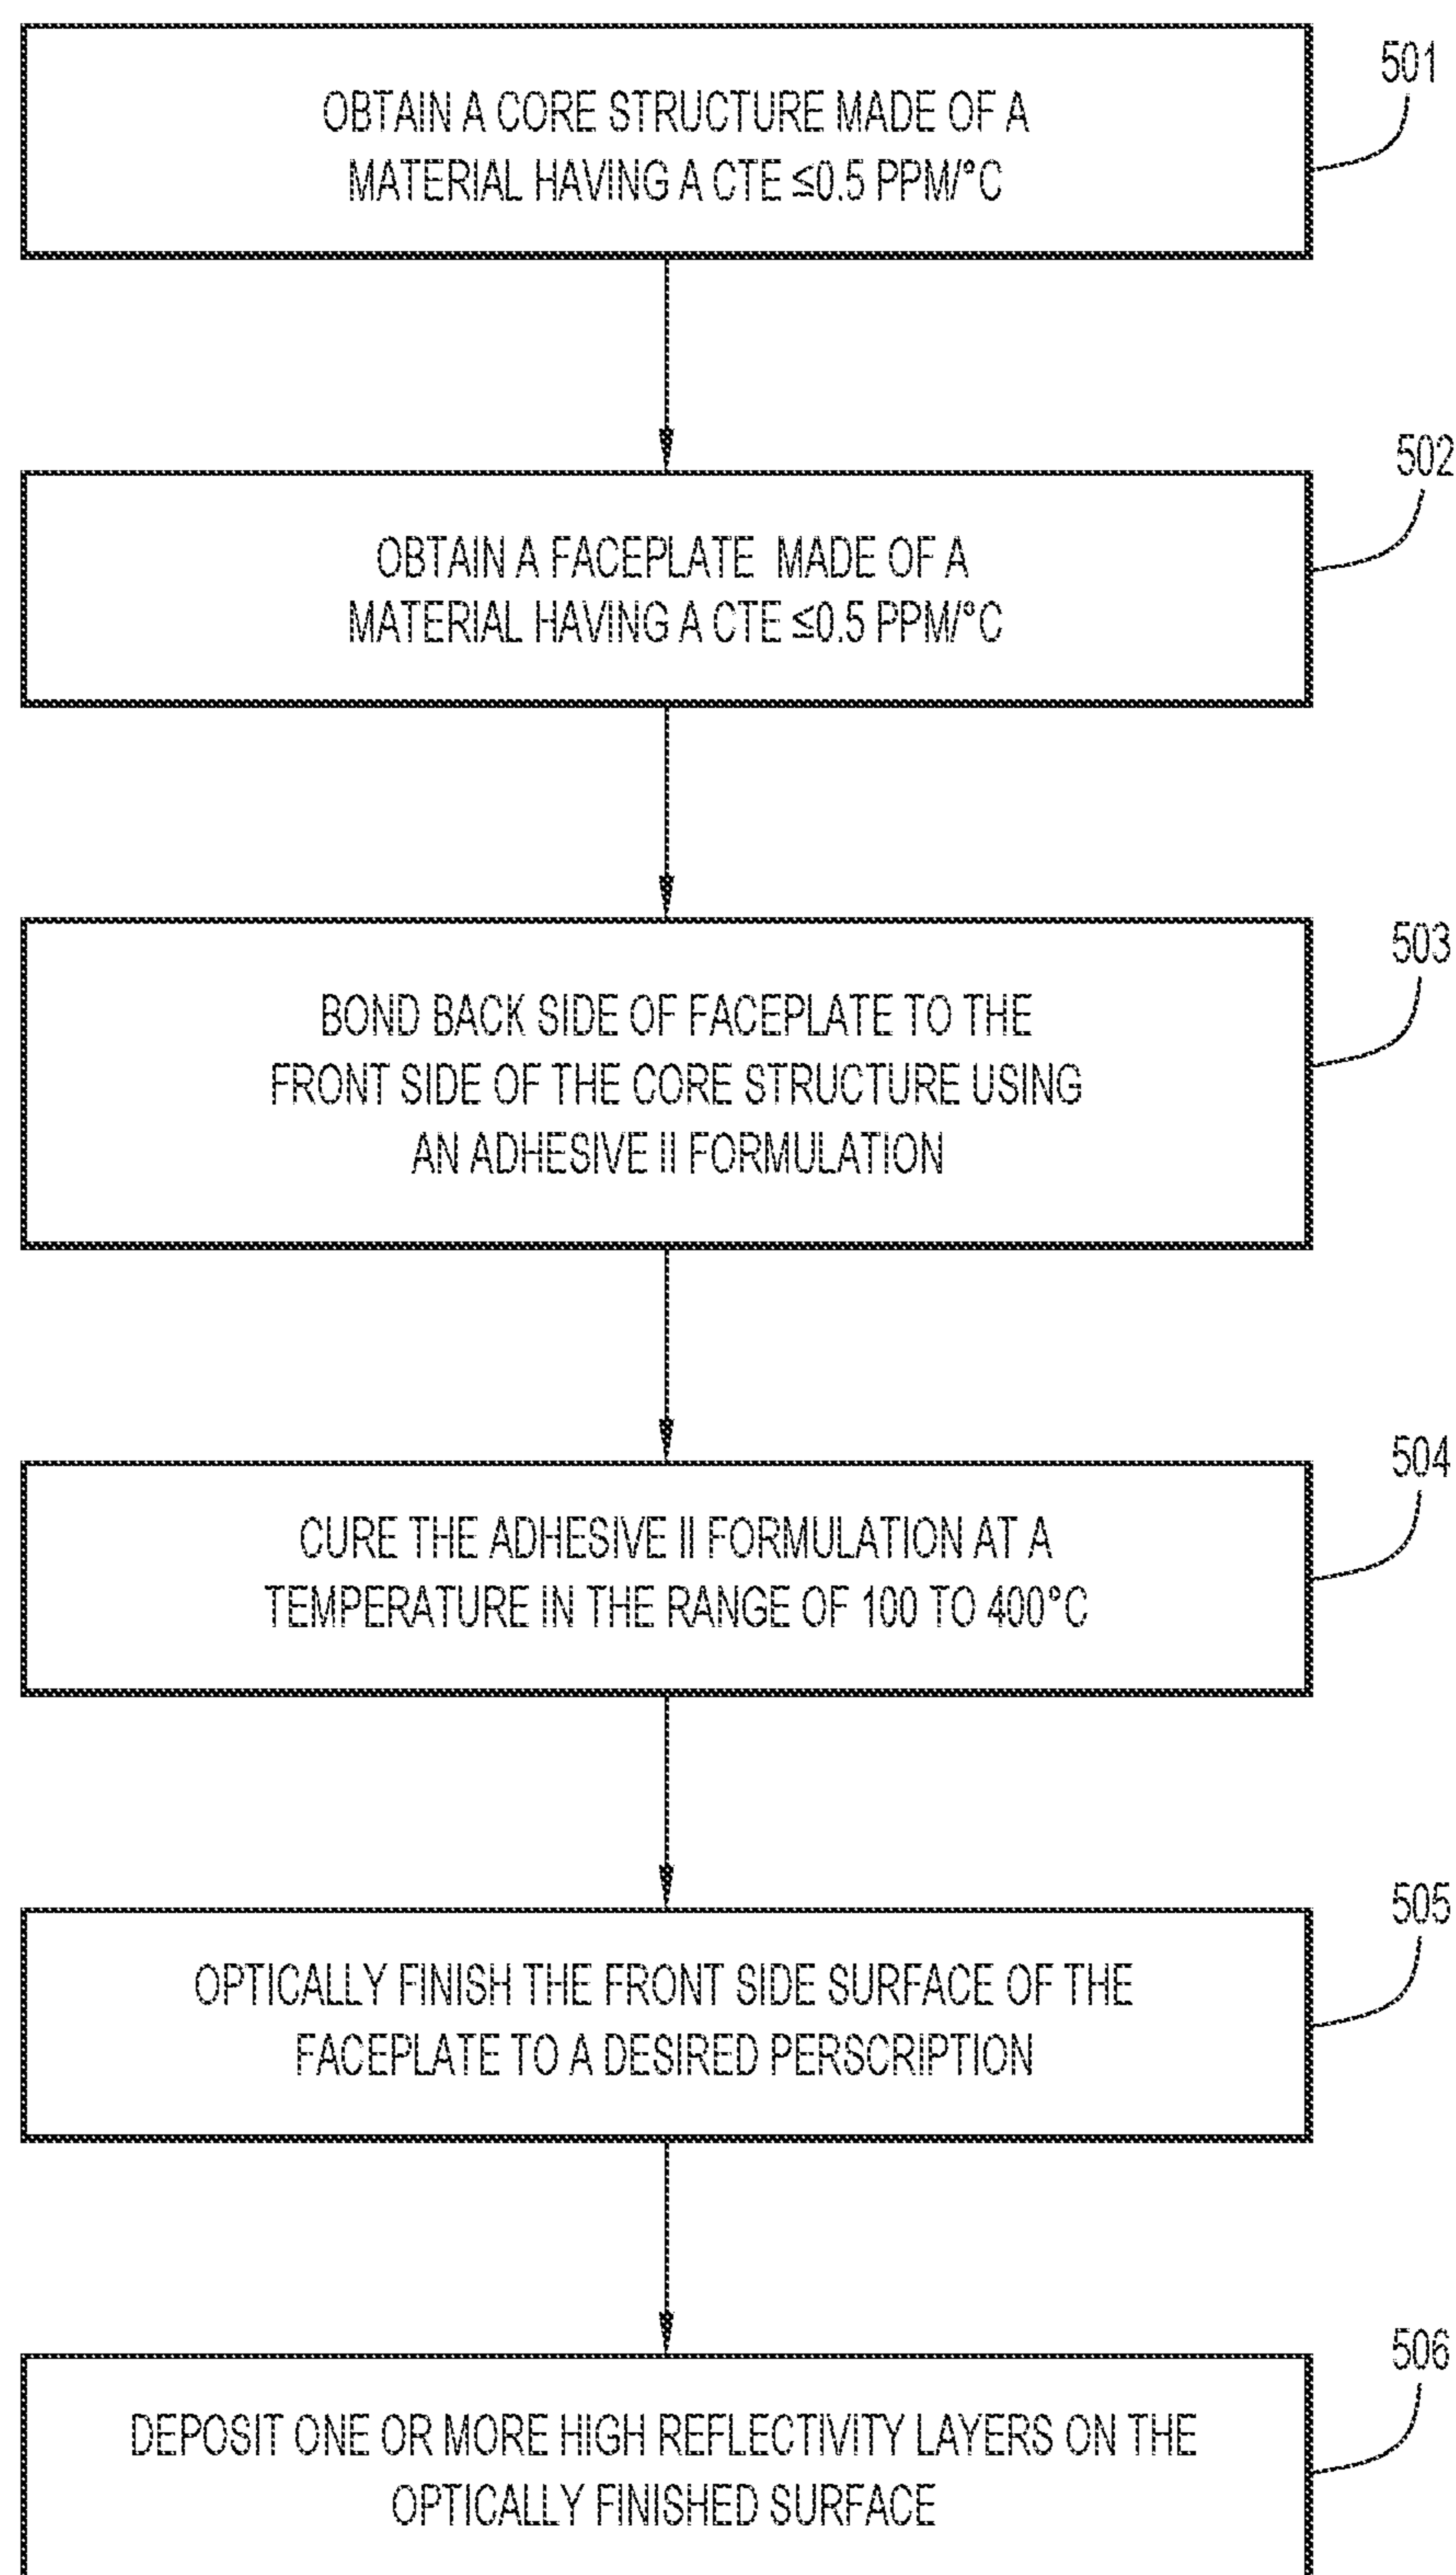 OBTAIN A CORE STRUCTURE MADE OF A
MATERIAL HAVING A CTE ≤0.5 PPM/°C
501
OBTAIN A FACEPLATE MADE OF A
MATERIAL HAVING A CTE ≤0.5 PPM/°C
502
BOND BACK SIDE OF FACEPLATE TO THE
FRONT SIDE OF THE CORE STRUCTURE USING
AN ADHESIVE II FORMULATION
503
CURE THE ADHESIVE II FORMULATION AT A
TEMPERATURE IN THE RANGE OF 100 TO 400°C
504
OPTICALLY FINISH THE FRONT SIDE SURFACE OF THE
FACEPLATE TO A DESIRED PERSCRIPTION
505
DEPOSIT ONE OR MORE HIGH REFLECTIVITY LAYERS ON THE
OPTICALLY FINISHED SURFACE
506